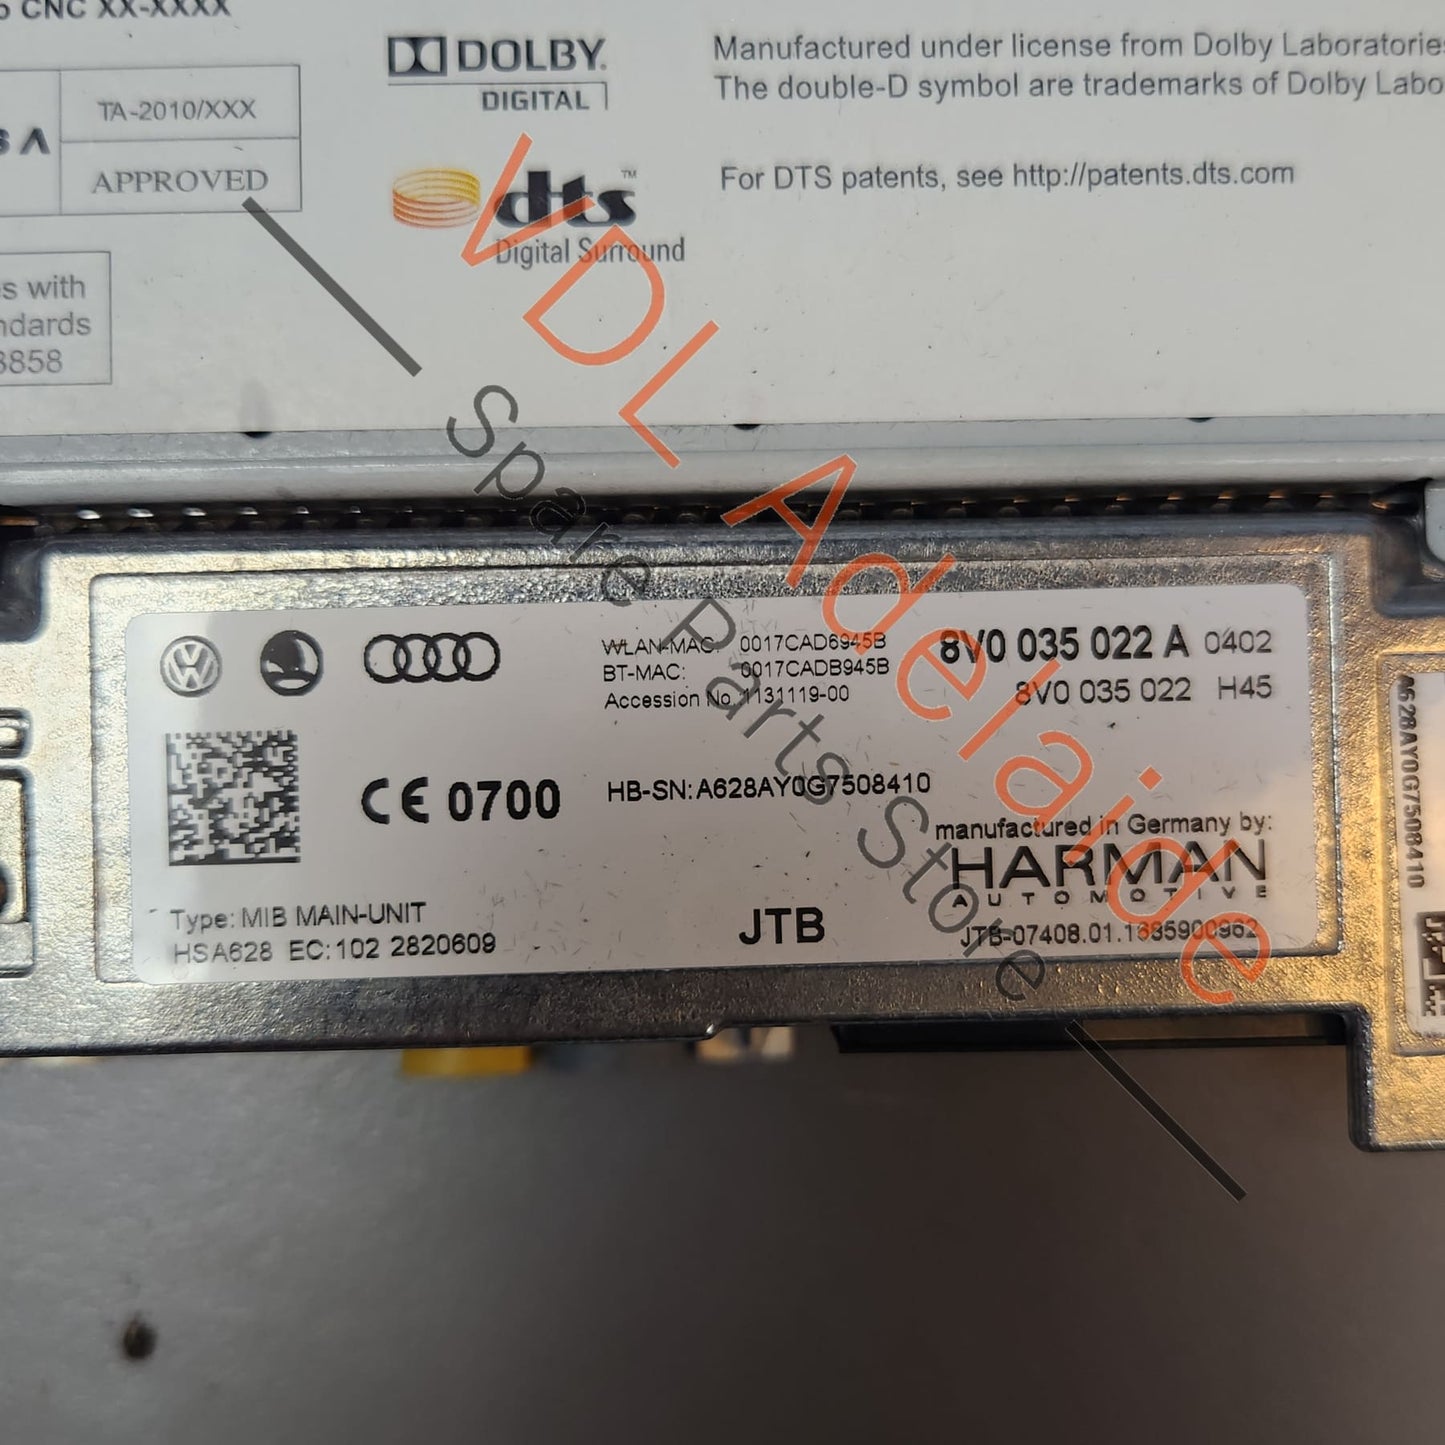 CNC XX-XXXX
TA-2010/XXX
APPROVED
s with
ndards
3858
DOLBY.
DIGITAL
dts™
Digital Surround
Manufactured under license from Dolby Laboratories
The double-D symbol are trademarks of Dolby Labo
For DTS patents, see http://patents.dts.com
VDL Adelaide
Spare Parts Store
WLAN-MAC: 0017CAD6945B
BT-MAC: 0017CADB945B
Accession No. 1131119-00
8V0 035 022 A 0402
8V0 035 022 H45
CE 0700
HB-SN: A628AY0G7508410
manufactured in Germany by:
HARMAN
AUTOMOTIVE
Type: MIB MAIN-UNIT
HSA628 EC: 102 2820609
JTB
JTB-07408.01.1685900962
A628AY0G7508410